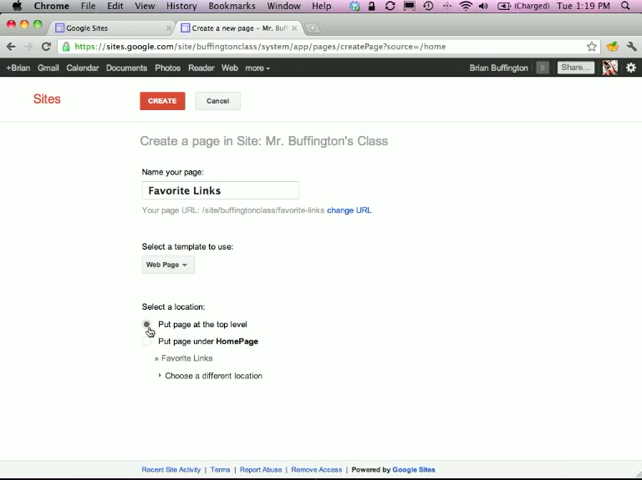 Chrome File Edit View History Bookmarks Window Help (Charged) Tue 1:19 PM
Google Sites Create a new page - Mr. Buff
https://sites.google.com/site/buffingtonclass/system/app/pages/createPage?source=/home
+Brian Gmail Calendar Documents Photos Reader Web more Brian Buffington 0 Share...
Sites CREATE Cancel
Create a page in Site: Mr. Buffington's Class
Name your page:
Favorite Links
Your page URL: /site/buffingtonclass/favorite-links change URL
Select a template to use:
Web Page
Select a location:
Put page at the top level
Put page under HomePage
» Favorite Links
Choose a different location
Recent Site Activity | Terms | Report Abuse | Remove Access | Powered by Google Sites